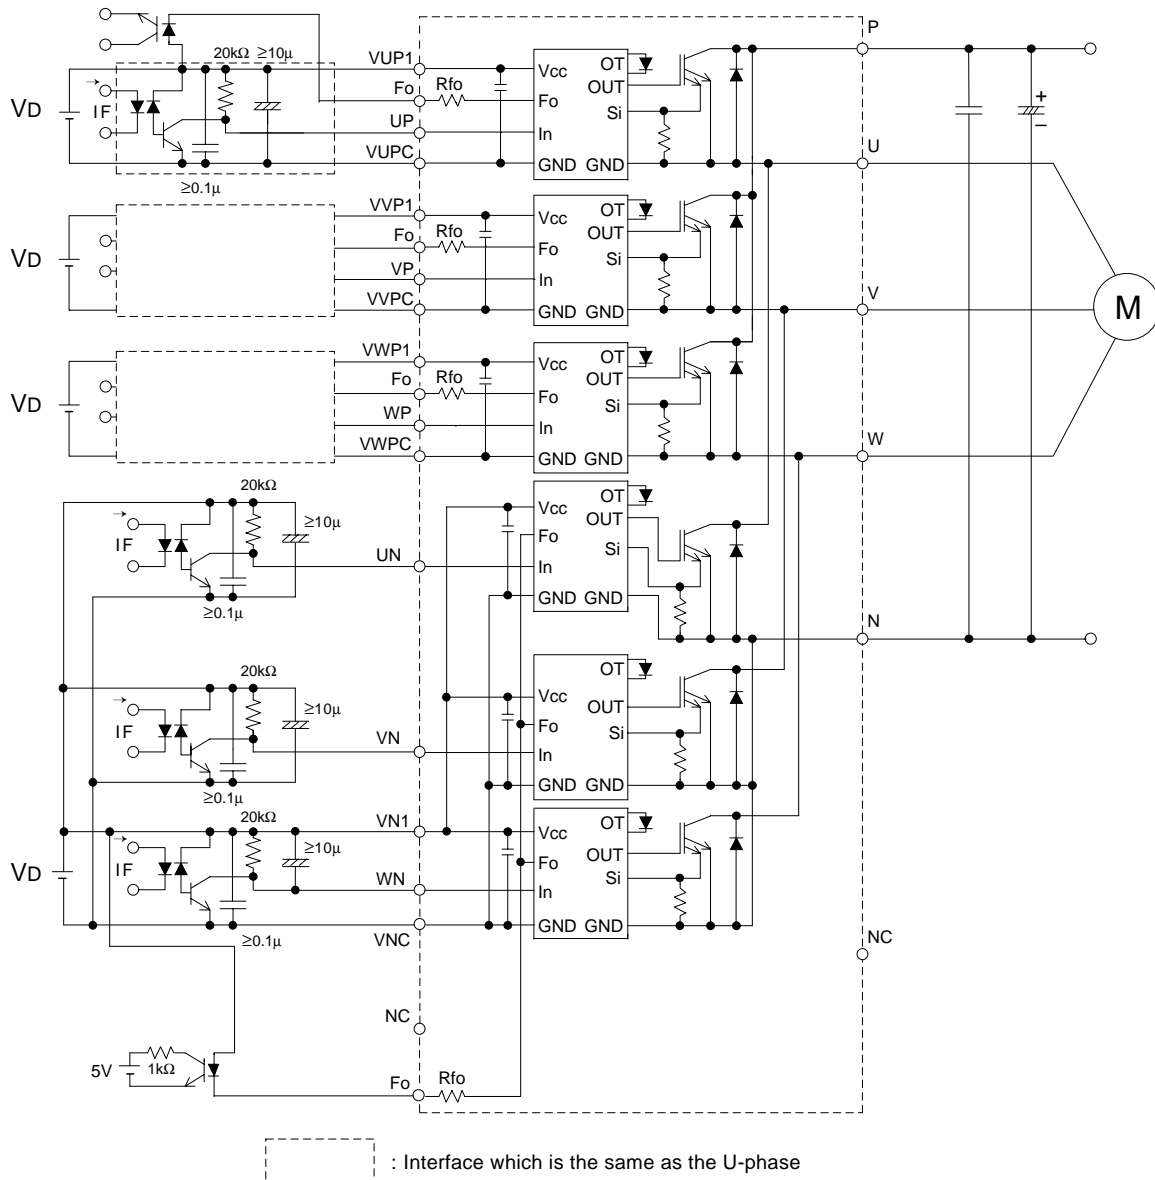 P
20kΩ ≥10μ
VUP1
Fo
Rfo
UP
VUPC
VD
IF
≥0.1μ
Vcc
Fo
In
GND GND
OT
OUT
Si
U
+
−
VVP1
Fo
Rfo
VP
VVPC
VD
Vcc
Fo
In
GND GND
OT
OUT
Si
V
M
VWP1
Fo
Rfo
WP
VWPC
VD
Vcc
Fo
In
GND GND
OT
OUT
Si
W
20kΩ
≥10μ
IF
≥0.1μ
UN
Vcc
Fo
In
GND GND
OT
OUT
Si
N
20kΩ
≥10μ
IF
≥0.1μ
VN
Vcc
Fo
In
GND GND
OT
OUT
Si
20kΩ
≥10μ
IF
≥0.1μ
VD
VN1
WN
VNC
Vcc
Fo
In
GND GND
OT
OUT
Si
NC
NC
5V
1kΩ
Fo
Rfo
: Interface which is the same as the U-phase